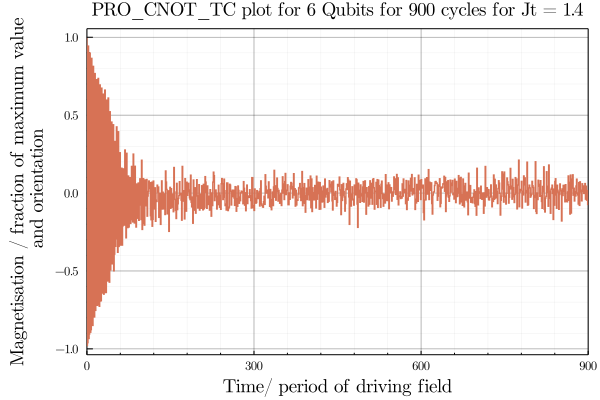 PRO_CNOT_TC plot for 6 Qubits for 900 cycles for Jt = 1.4
Magnetisation / fraction of maximum value
and orientation
1.0
0.5
0.0
−0.5
−1.0
0
300
600
900
Time/ period of driving field